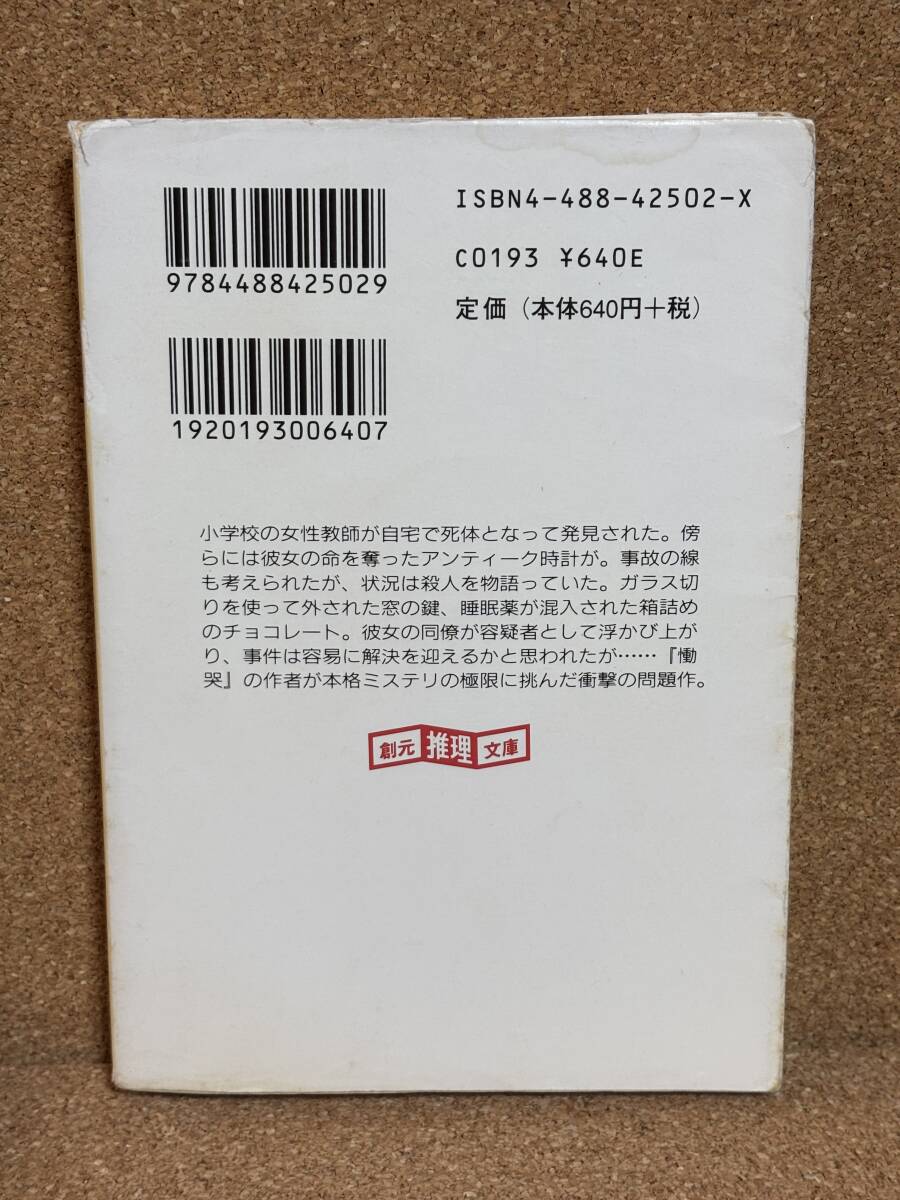 ISBN4-488-42502-X
9784488425029
C0193 ¥640E
定価（本体640円＋税）
1920193006407
小学校の女性教師が自宅で死体となって発見された。傍
らには彼女の命を奪ったアンティーク時計が。事故の線
も考えられたが、状況は殺人を物語っていた。ガラス切
りを使って外された窓の鍵、睡眠薬が混入された箱詰め
のチョコレート。彼女の同僚が容疑者として浮かび上が
り、事件は容易に解決を迎えるかと思われたが……『慟
哭』の作者が本格ミステリの極限に挑んだ衝撃の問題作。
創元推理文庫